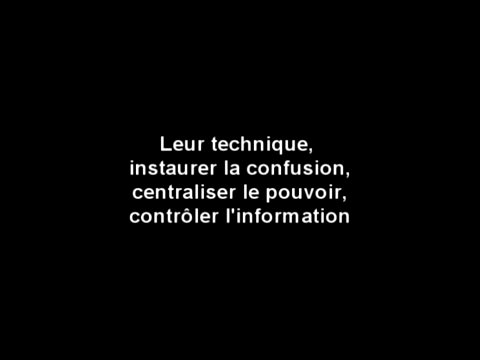 Leur technique,
instaurer la confusion,
centraliser le pouvoir,
contrôler l'information